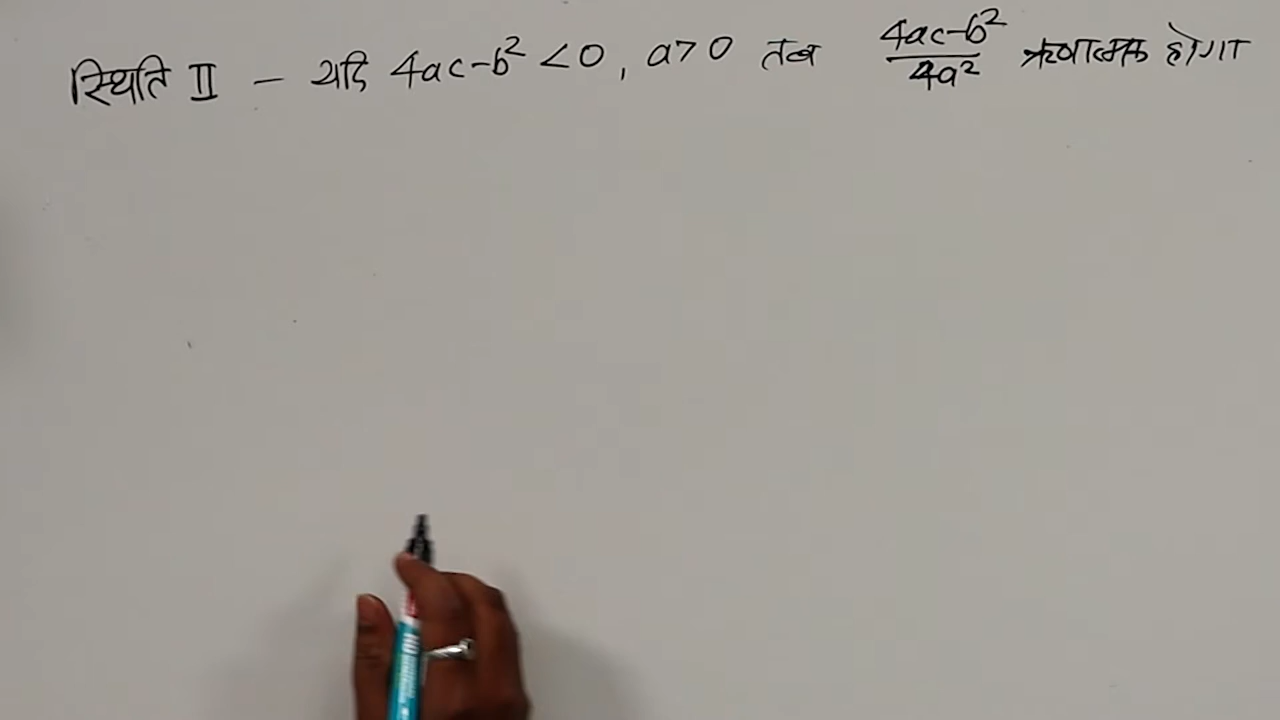 स्थिति II - यदि 4ac-b² <0, a>0 तब (4ac-b²)/(4a²) ऋणात्मक होगा